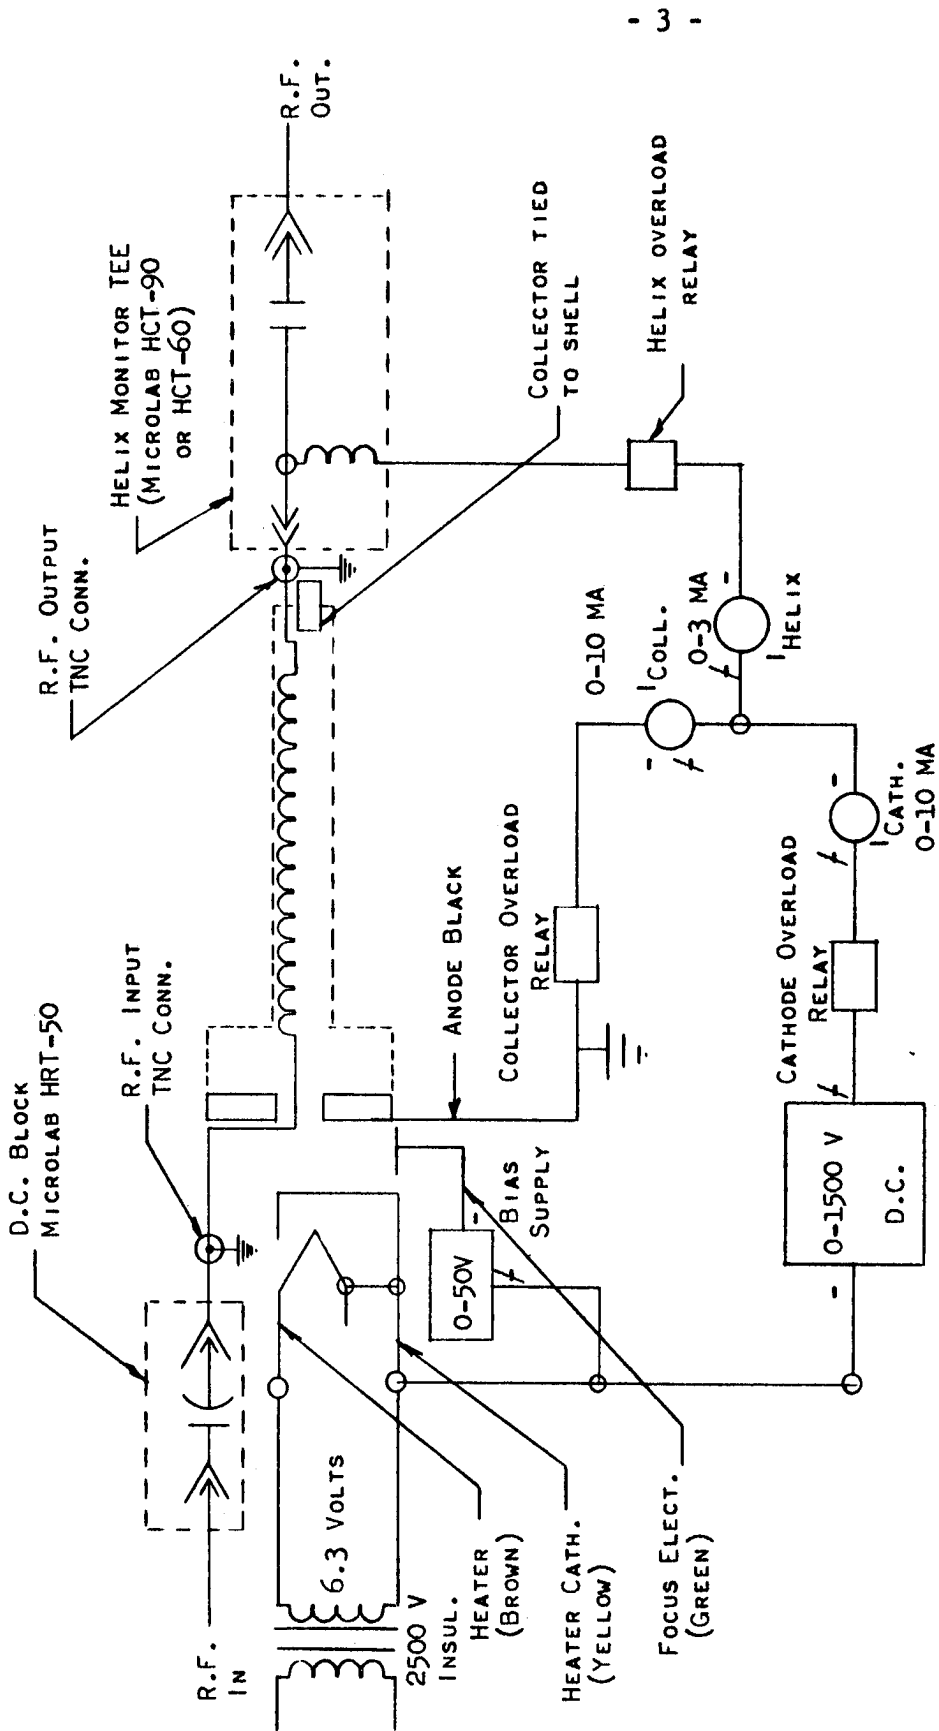 - 3 -
R.F.
OUT.
HELIX MONITOR TEE
(MICROLAB HCT-90
OR HCT-60)
R.F. OUTPUT
TNC CONN.
COLLECTOR TIED
TO SHELL
HELIX OVERLOAD
RELAY
D.C. BLOCK
MICROLAB HRT-50
R.F. INPUT
TNC CONN.
ANODE BLACK
COLLECTOR OVERLOAD
RELAY
0-10 MA
I COLL.
-
0-3 MA
-
I HELIX
CATHODE OVERLOAD
RELAY
-
I CATH.
0-10 MA
R.F.
IN
6.3 VOLTS
2500 V
INSUL.
HEATER
(BROWN)
HEATER CATH.
(YELLOW)
FOCUS ELECT.
(GREEN)
0-50V
-
BIAS
SUPPLY
-
0-1500 V
D.C.